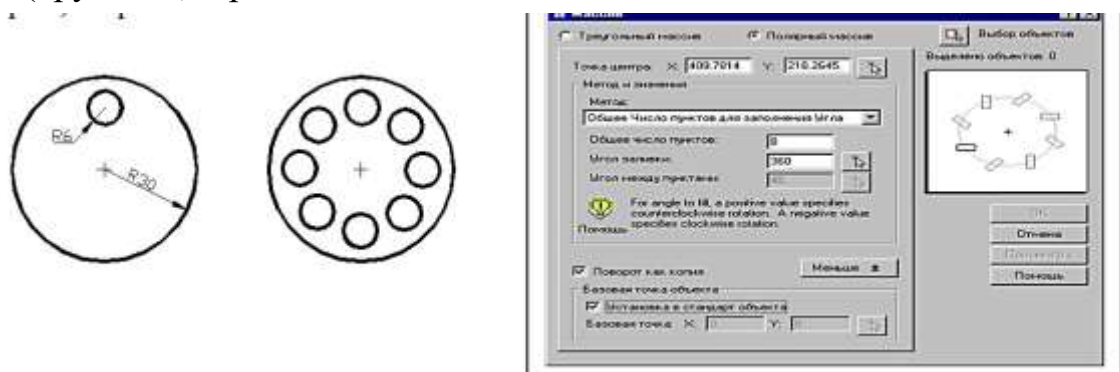 R6
R30
Массив
Треугольный массив Полярный массив Выбор объектов
Точка центра: X: 409.7814 Y: 218.2645 Выделено объектов: 0
Метод и значения
Метод:
Общее Число пунктов для заполнения Угла
Общее число пунктов: 8
Угол заливки: 360
Угол между пунктами:
For angle to fill, a positive value specifies
counterclockwise rotation. A negative value
specifies clockwise rotation.
Помощь
OK
Отмена
Помощь
Поворот как копия Меньше
Базовая точка объекта
Установка в стандарт объекта
Базовая точка: X: Y: